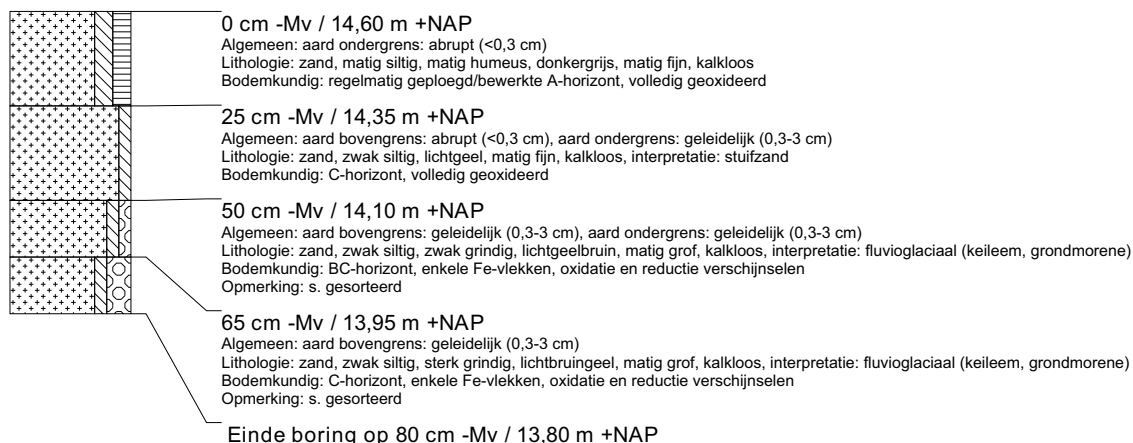 0 cm -Mv / 14,60 m +NAP
Algemeen: aard ondergrens: abrupt (<0,3 cm)
Lithologie: zand, matig siltig, matig humeus, donkergrijs, matig fijn, kalkloos
Bodemkundig: regelmatig geploegd/bewerkte A-horizont, volledig geoxideerd
25 cm -Mv / 14,35 m +NAP
Algemeen: aard bovengrens: abrupt (<0,3 cm), aard ondergrens: geleidelijk (0,3-3 cm)
Lithologie: zand, zwak siltig, lichtgeel, matig fijn, kalkloos, interpretatie: stuifzand
Bodemkundig: C-horizont, volledig geoxideerd
50 cm -Mv / 14,10 m +NAP
Algemeen: aard bovengrens: geleidelijk (0,3-3 cm), aard ondergrens: geleidelijk (0,3-3 cm)
Lithologie: zand, zwak siltig, zwak grindig, lichtgeelbruin, matig grof, kalkloos, interpretatie: fluvioglaciaal (keileem, grondmorene)
Bodemkundig: BC-horizont, enkele Fe-vlekken, oxidatie en reductie verschijnselen
Opmerking: s. gesorteerd
65 cm -Mv / 13,95 m +NAP
Algemeen: aard bovengrens: geleidelijk (0,3-3 cm)
Lithologie: zand, zwak siltig, sterk grindig, lichtbruingeel, matig grof, kalkloos, interpretatie: fluvioglaciaal (keileem, grondmorene)
Bodemkundig: C-horizont, enkele Fe-vlekken, oxidatie en reductie verschijnselen
Opmerking: s. gesorteerd
Einde boring op 80 cm -Mv / 13,80 m +NAP